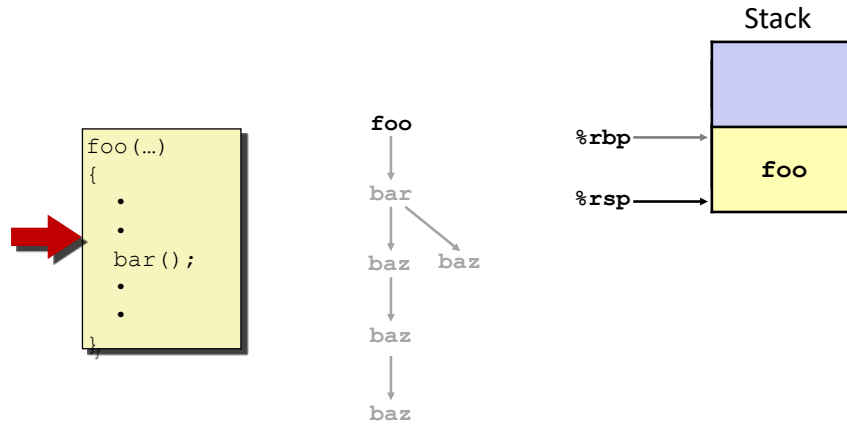 Stack
foo(…)
{
•
•
bar();
•
•
}
foo
bar
baz baz
baz
baz
%rbp
foo
%rsp